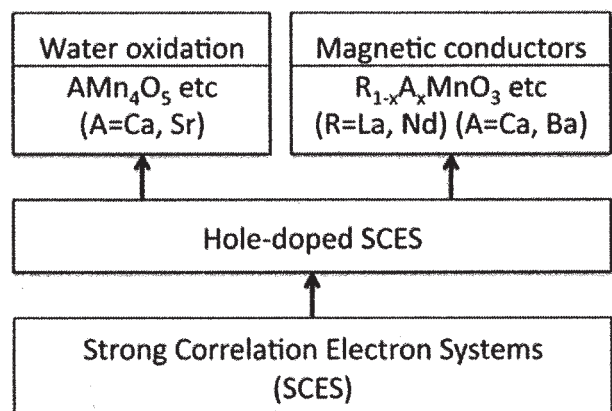 Water oxidation
AMn₄O₅ etc
(A=Ca, Sr)
Magnetic conductors
R₁₋ₓAₓMnO₃ etc
(R=La, Nd) (A=Ca, Ba)
Hole-doped SCES
Strong Correlation Electron Systems
(SCES)